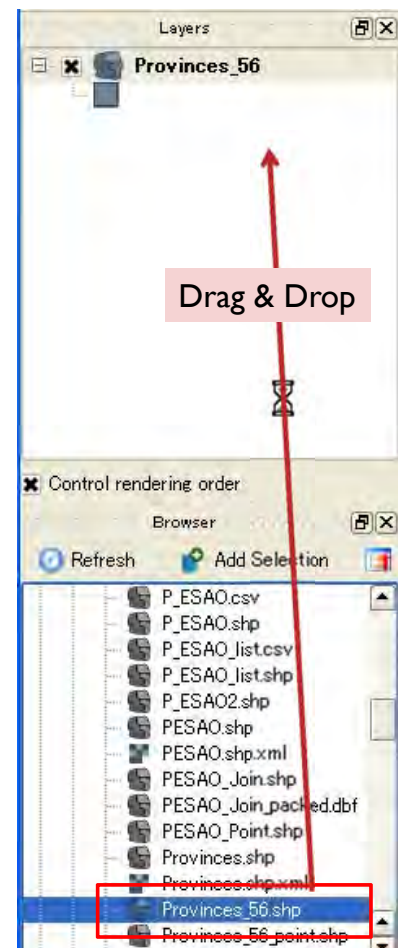 Layers
Provinces_56
Drag & Drop
Control rendering order
Browser
Refresh Add Selection
P_ESAO.csv
P_ESAO.shp
P_ESAO_list.csv
P_ESAO_list.shp
P_ESAO2.shp
PESAO.shp
PESAO.shp.xml
PESAO_Join.shp
PESAO_Join_packed.dbf
PESAO_Point.shp
Provinces.shp
Provinces.shp.xml
Provinces_56.shp
Provinces_56_point.shp